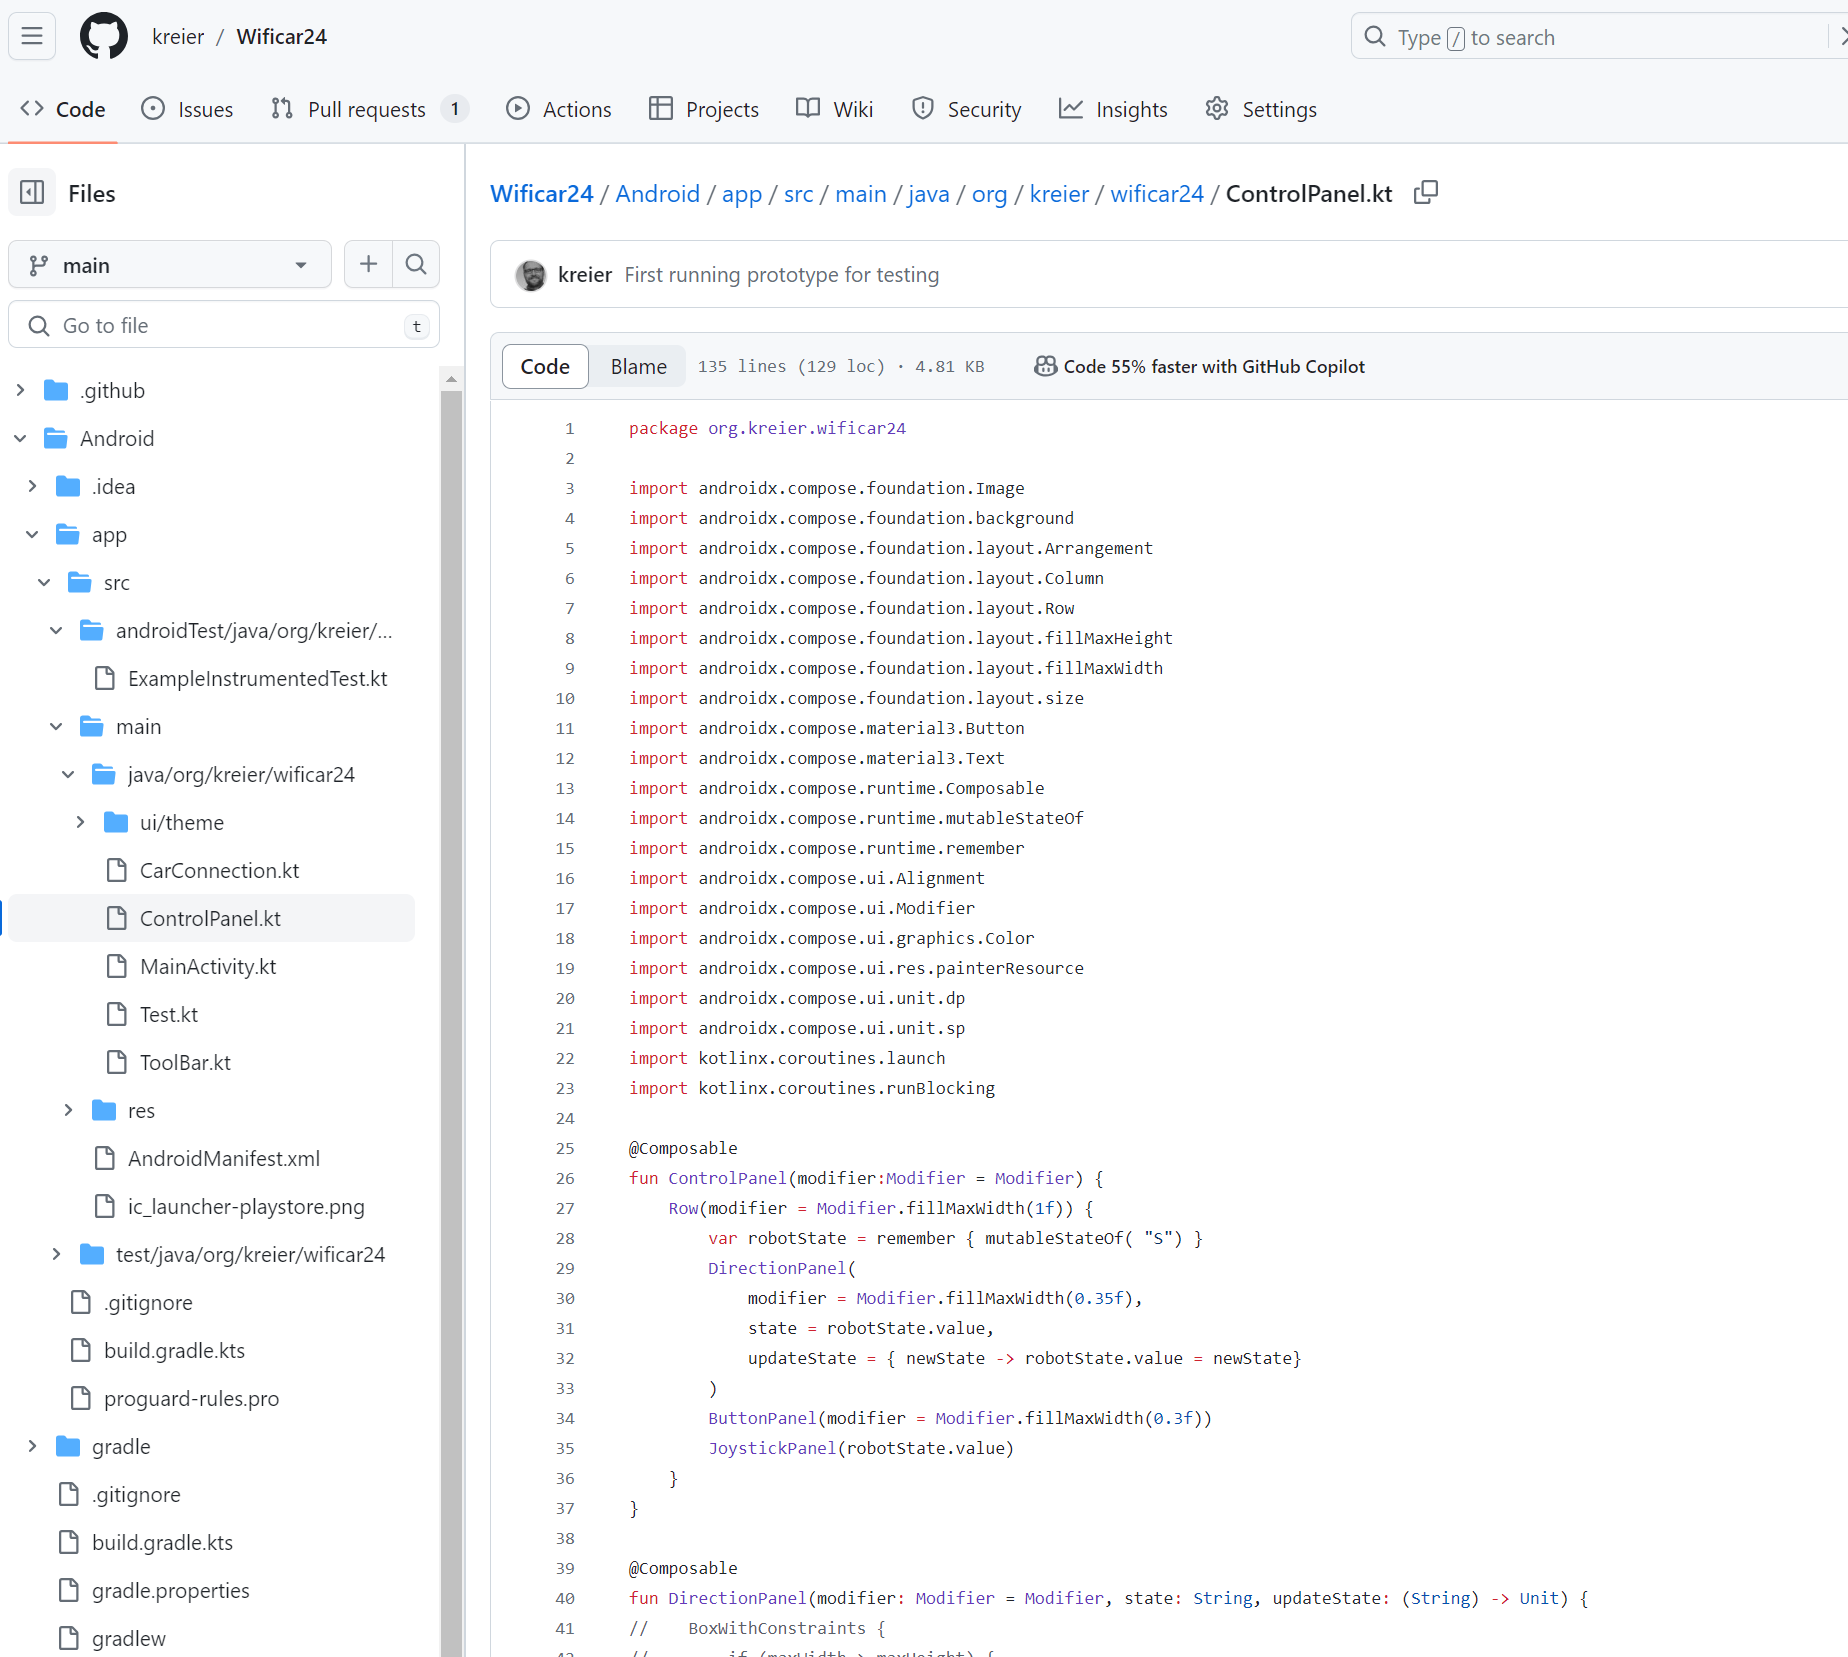 kreier / Wificar24
Type / to search
Code Issues Pull requests 1 Actions Projects Wiki Security Insights Settings
Files
main
Go to file t
.github
Android
.idea
app
src
androidTest/java/org/kreier/...
ExampleInstrumentedTest.kt
main
java/org/kreier/wificar24
ui/theme
CarConnection.kt
ControlPanel.kt
MainActivity.kt
Test.kt
ToolBar.kt
res
AndroidManifest.xml
ic_launcher-playstore.png
test/java/org/kreier/wificar24
.gitignore
build.gradle.kts
proguard-rules.pro
gradle
.gitignore
build.gradle.kts
gradle.properties
gradlew
Wificar24 / Android / app / src / main / java / org / kreier / wificar24 / ControlPanel.kt
kreier First running prototype for testing
Code Blame 135 lines (129 loc) · 4.81 KB Code 55% faster with GitHub Copilot
1 package org.kreier.wificar24
2
3 import androidx.compose.foundation.Image
4 import androidx.compose.foundation.background
5 import androidx.compose.foundation.layout.Arrangement
6 import androidx.compose.foundation.layout.Column
7 import androidx.compose.foundation.layout.Row
8 import androidx.compose.foundation.layout.fillMaxHeight
9 import androidx.compose.foundation.layout.fillMaxWidth
10 import androidx.compose.foundation.layout.size
11 import androidx.compose.material3.Button
12 import androidx.compose.material3.Text
13 import androidx.compose.runtime.Composable
14 import androidx.compose.runtime.mutableStateOf
15 import androidx.compose.runtime.remember
16 import androidx.compose.ui.Alignment
17 import androidx.compose.ui.Modifier
18 import androidx.compose.ui.graphics.Color
19 import androidx.compose.ui.res.painterResource
20 import androidx.compose.ui.unit.dp
21 import androidx.compose.ui.unit.sp
22 import kotlinx.coroutines.launch
23 import kotlinx.coroutines.runBlocking
24
25 @Composable
26 fun ControlPanel(modifier:Modifier = Modifier) {
27     Row(modifier = Modifier.fillMaxWidth(1f)) {
28         var robotState = remember { mutableStateOf( "S") }
29         DirectionPanel(
30             modifier = Modifier.fillMaxWidth(0.35f),
31             state = robotState.value,
32             updateState = { newState -> robotState.value = newState}
33         )
34         ButtonPanel(modifier = Modifier.fillMaxWidth(0.3f))
35         JoystickPanel(robotState.value)
36     }
37 }
38
39 @Composable
40 fun DirectionPanel(modifier: Modifier = Modifier, state: String, updateState: (String) -> Unit) {
41 //    BoxWithConstraints {
42 //        if (maxWidth > maxHeight) {